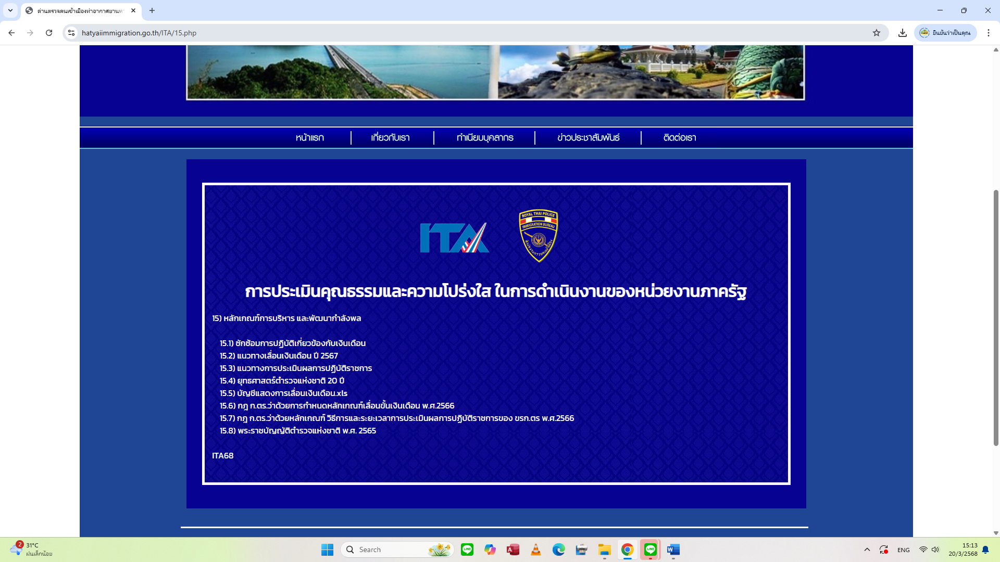 ด่านตรวจคนเข้าเมืองท่าอากาศยานหา
hatyaiimmigration.go.th/ITA/15.php
ยืนยันว่าเป็นคุณ
หน้าแรก
เกี่ยวกับเรา
ทำเนียบบุคลากร
ข่าวประชาสัมพันธ์
ติดต่อเรา
ITA
ROYAL THAI POLICE
IMMIGRATION BUREAU
สำนักงานตรวจคนเข้าเมือง
การประเมินคุณธรรมและความโปร่งใส ในการดำเนินงานของหน่วยงานภาครัฐ
15) หลักเกณฑ์การบริหาร และพัฒนากำลังพล
15.1) ซักซ้อมการปฏิบัติเกี่ยวข้องกับเงินเดือน
15.2) แนวทางเลื่อนเงินเดือน ปี 2567
15.3) แนวทางการประเมินผลการปฏิบัติราชการ
15.4) ยุทธศาสตร์ตำรวจแห่งชาติ 20 ปี
15.5) บัญชีแสดงการเลื่อนเงินเดือน.xls
15.6) กฎ ก.ตร.ว่าด้วยการกำหนดหลักเกณฑ์เลื่อนขั้นเงินเดือน พ.ศ.2566
15.7) กฎ ก.ตร.ว่าด้วยหลักเกณฑ์ วิธีการและระยะเวลาการประเมินผลการปฏิบัติราชการของ ขรก.ตร พ.ศ.2566
15.8) พระราชบัญญัติตำรวจแห่งชาติ พ.ศ. 2565
ITA68
2
31°C
ฝนเล็กน้อย
Search
LINE
LINE
ENG
15:13
20/3/2568